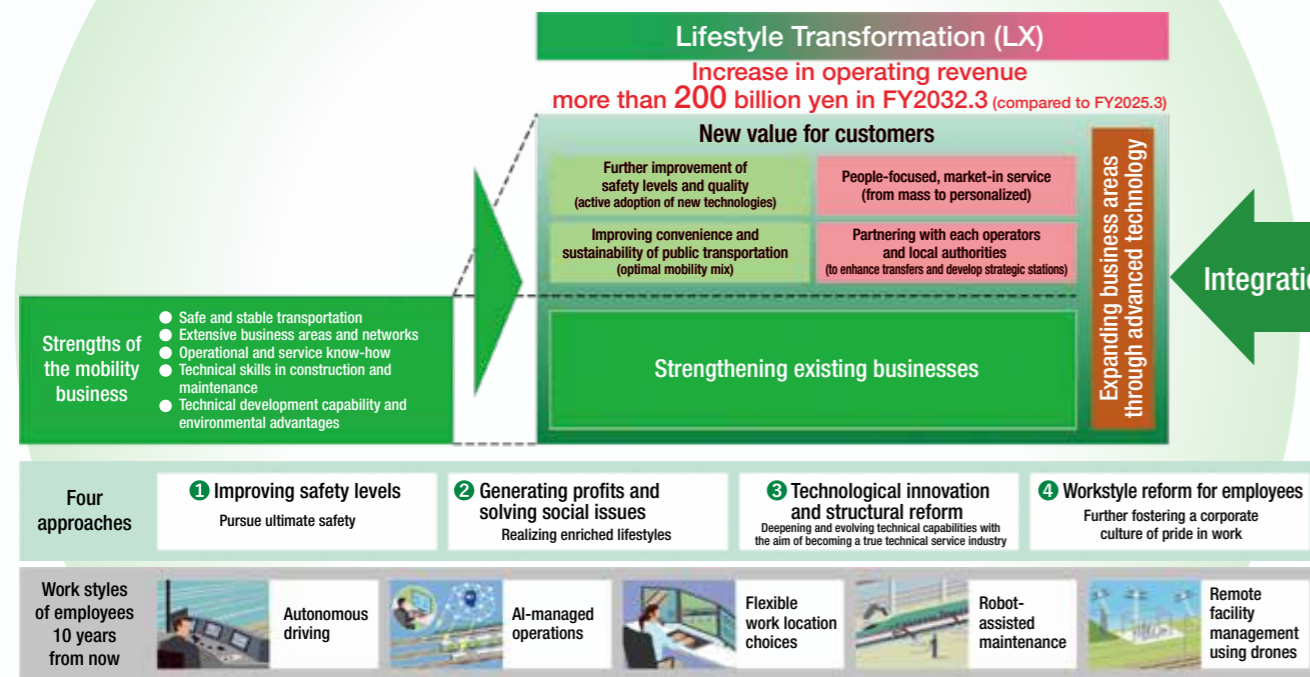 Lifestyle Transformation (LX)
Increase in operating revenue
more than 200 billion yen in FY2032.3 (compared to FY2025.3)
New value for customers
Further improvement of
safety levels and quality
(active adoption of new technologies)
People-focused, market-in service
(from mass to personalized)
Improving convenience and
sustainability of public transportation
(optimal mobility mix)
Partnering with each operators
and local authorities
(to enhance transfers and develop strategic stations)
Strengthening existing businesses
Expanding business areas
through advanced technology
Strengths of
the mobility
business
● Safe and stable transportation
● Extensive business areas and networks
● Operational and service know-how
● Technical skills in construction and
maintenance
● Technical development capability and
environmental advantages
Four
approaches
❶ Improving safety levels
Pursue ultimate safety
❷ Generating profits and
solving social issues
Realizing enriched lifestyles
❸ Technological innovation
and structural reform
Deepening and evolving technical capabilities with
the aim of becoming a true technical service industry
❹ Workstyle reform for employees
Further fostering a corporate
culture of pride in work
Work styles
of employees
10 years
from now
Autonomous
driving
AI-managed
operations
Flexible
work location
choices
Robot-
assisted
maintenance
Remote
facility
management
using drones